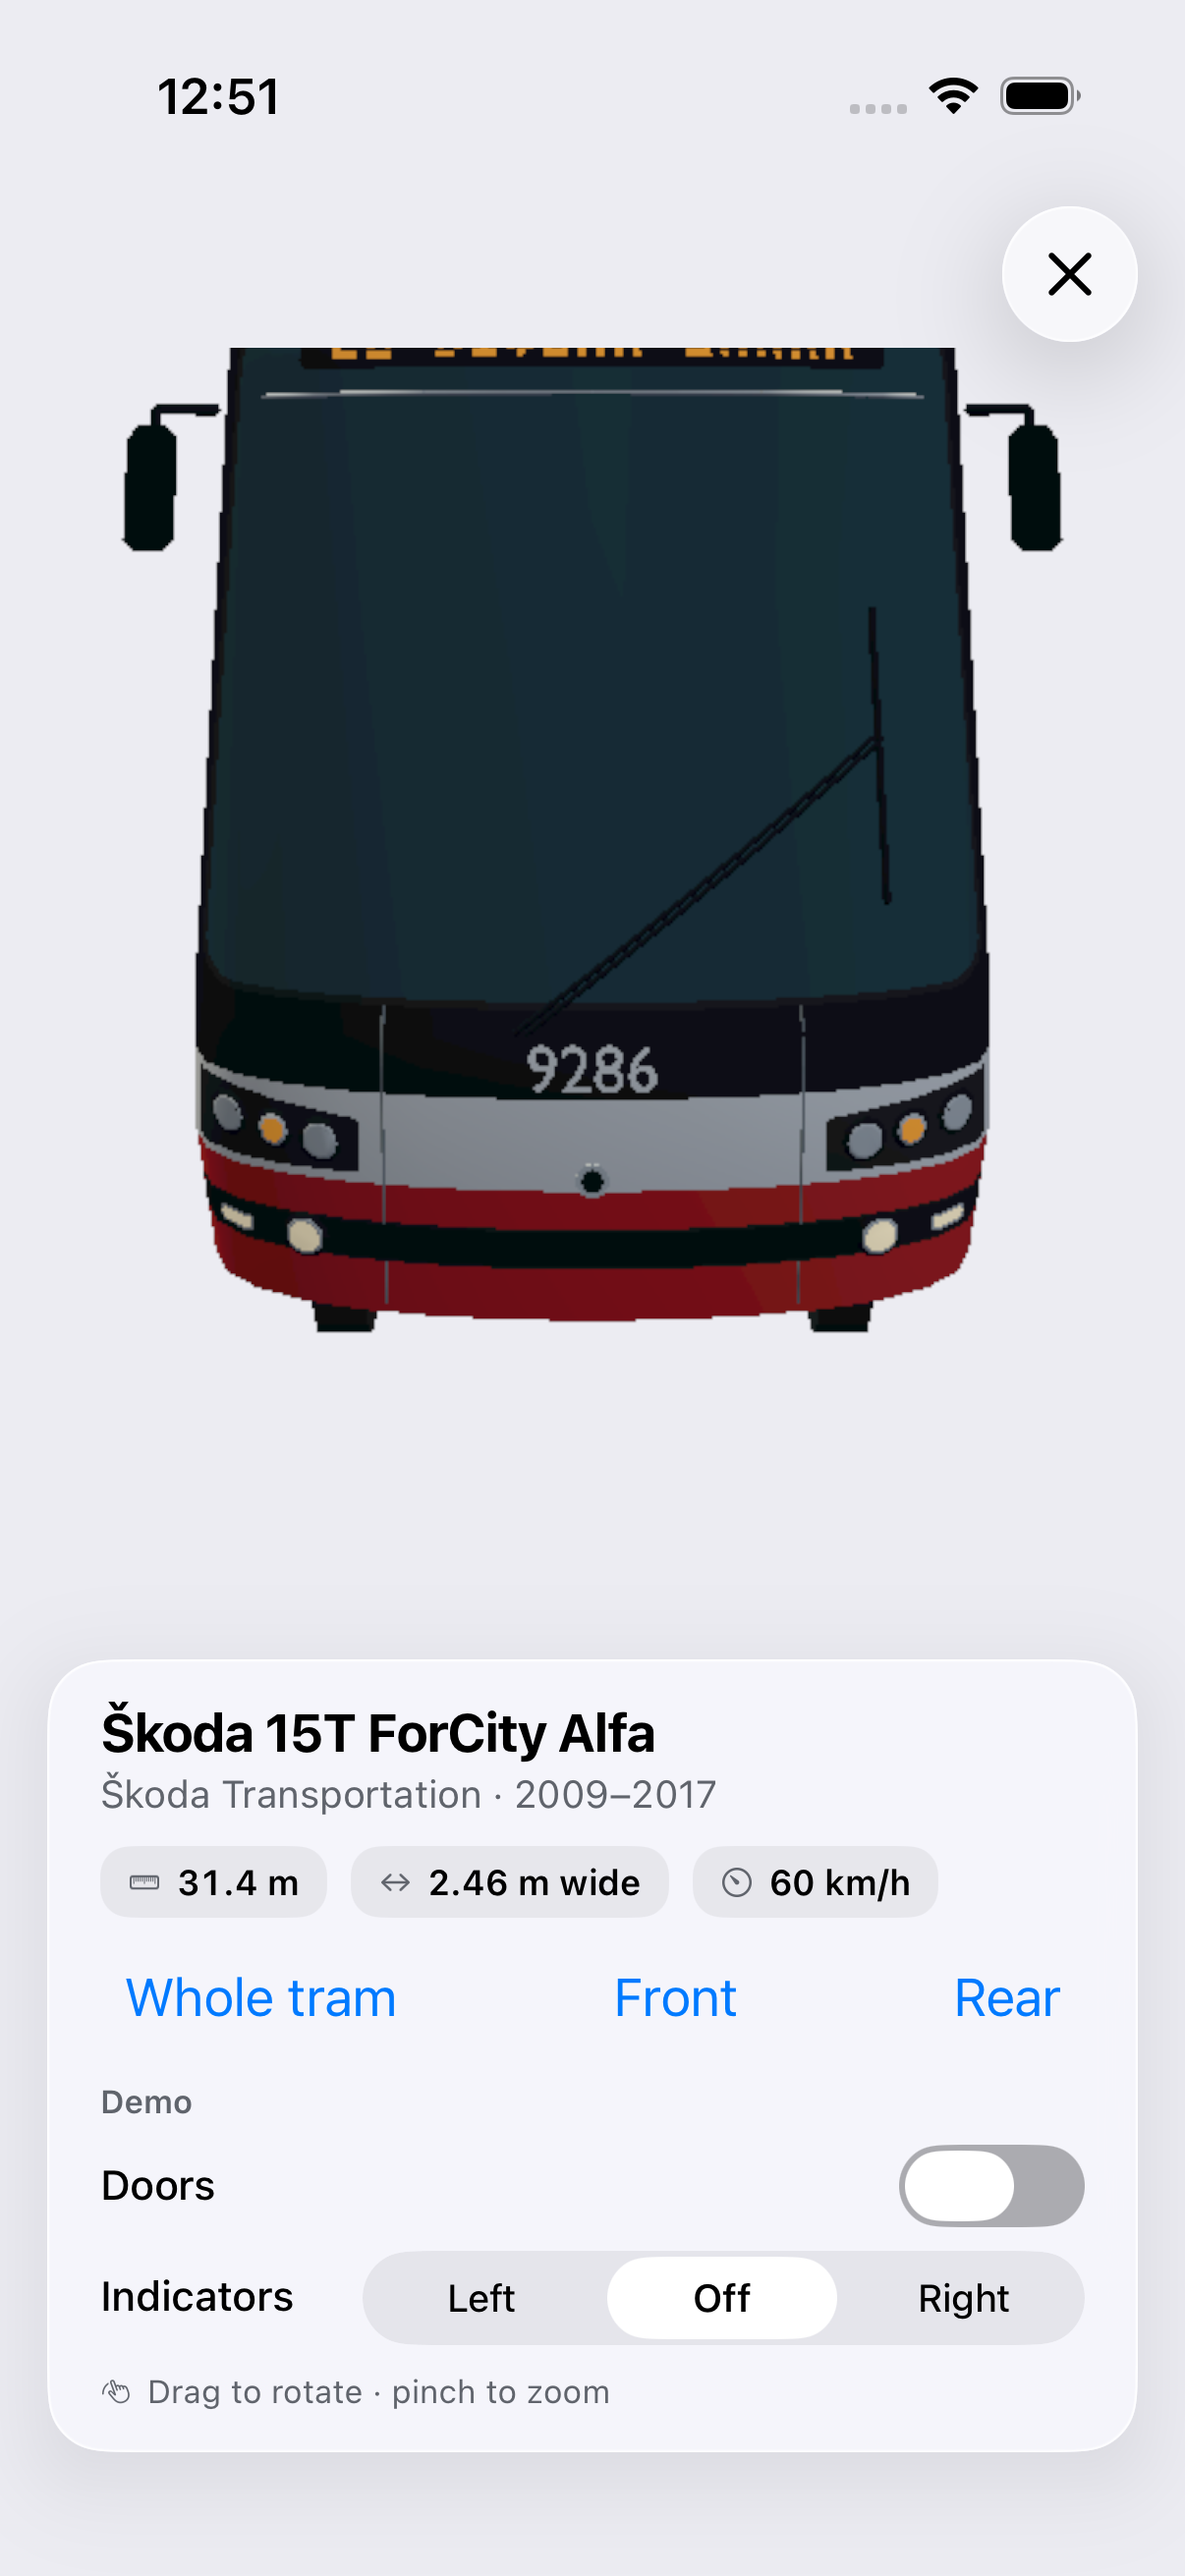 12:51
9286
Škoda 15T ForCity Alfa
Škoda Transportation · 2009–2017
31.4 m
2.46 m wide
60 km/h
Whole tram
Front
Rear
Demo
Doors
Indicators
Left
Off
Right
Drag to rotate · pinch to zoom